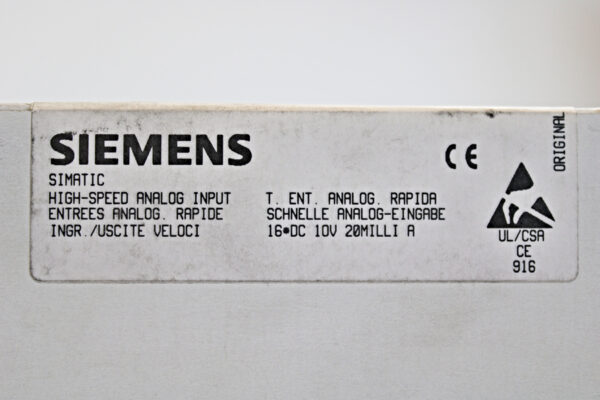 SIEMENS
SIMATIC
HIGH-SPEED ANALOG INPUT
ENTREES ANALOG. RAPIDE
INGR./USCITE VELOCI
T. ENT. ANALOG. RAPIDA
SCHNELLE ANALOG-EINGABE
16*DC 10V 20MILLI A
CE
ORIGINAL
UL/CSA
CE
916